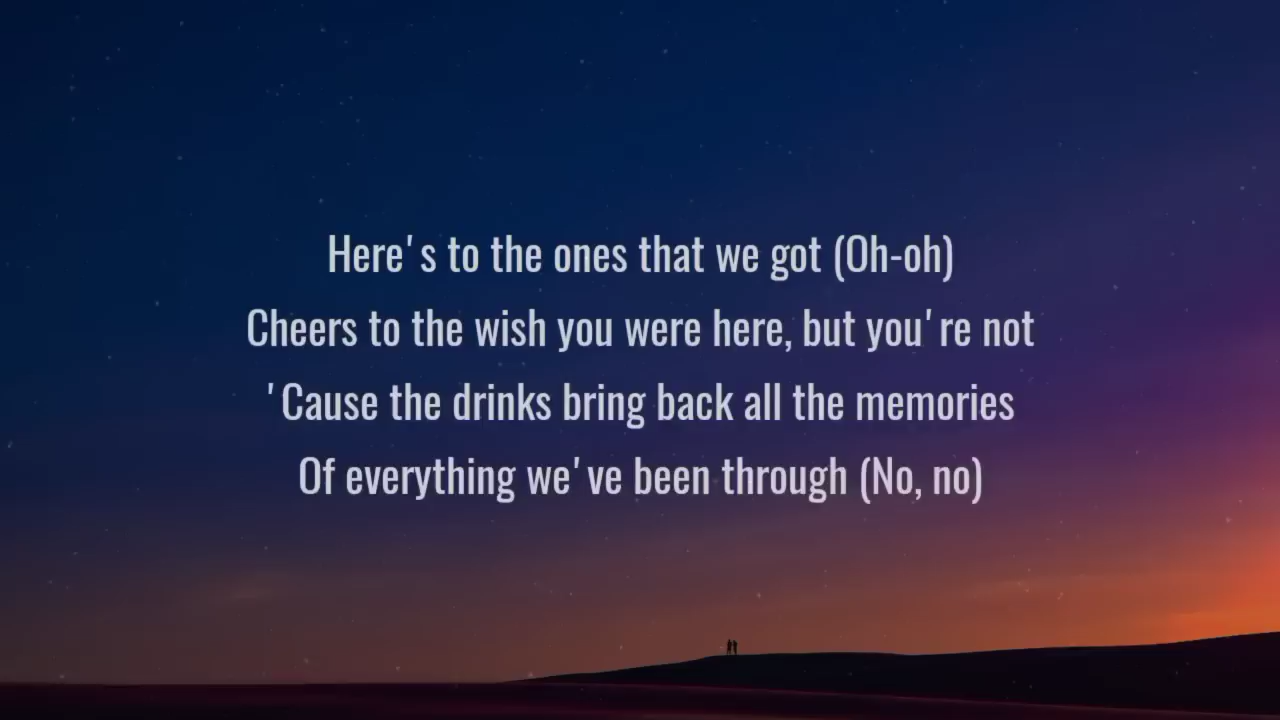 Here's to the ones that we got (Oh-oh)
Cheers to the wish you were here, but you're not
'Cause the drinks bring back all the memories
Of everything we've been through (No, no)